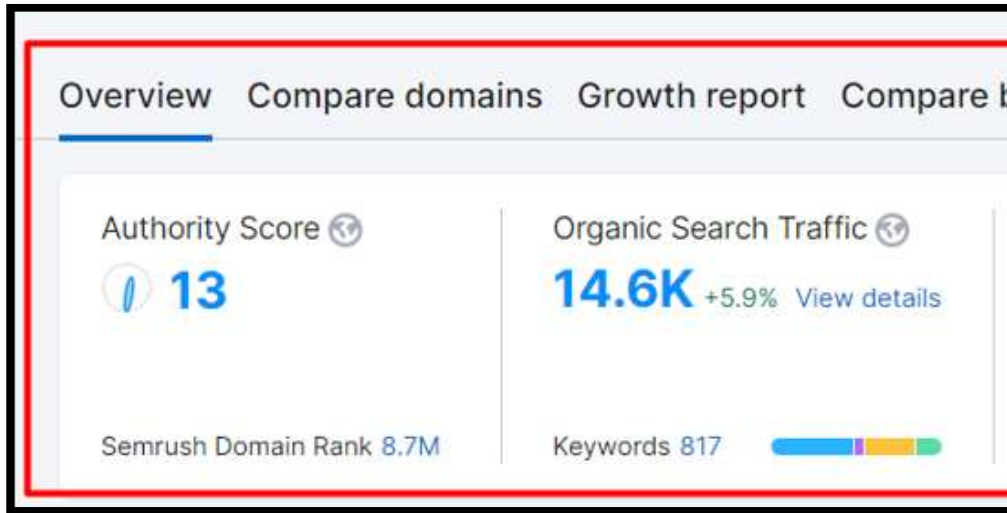 Overview Compare domains Growth report Compare
Authority Score
13
Semrush Domain Rank 8.7M
Organic Search Traffic
14.6K +5.9% View details
Keywords 817